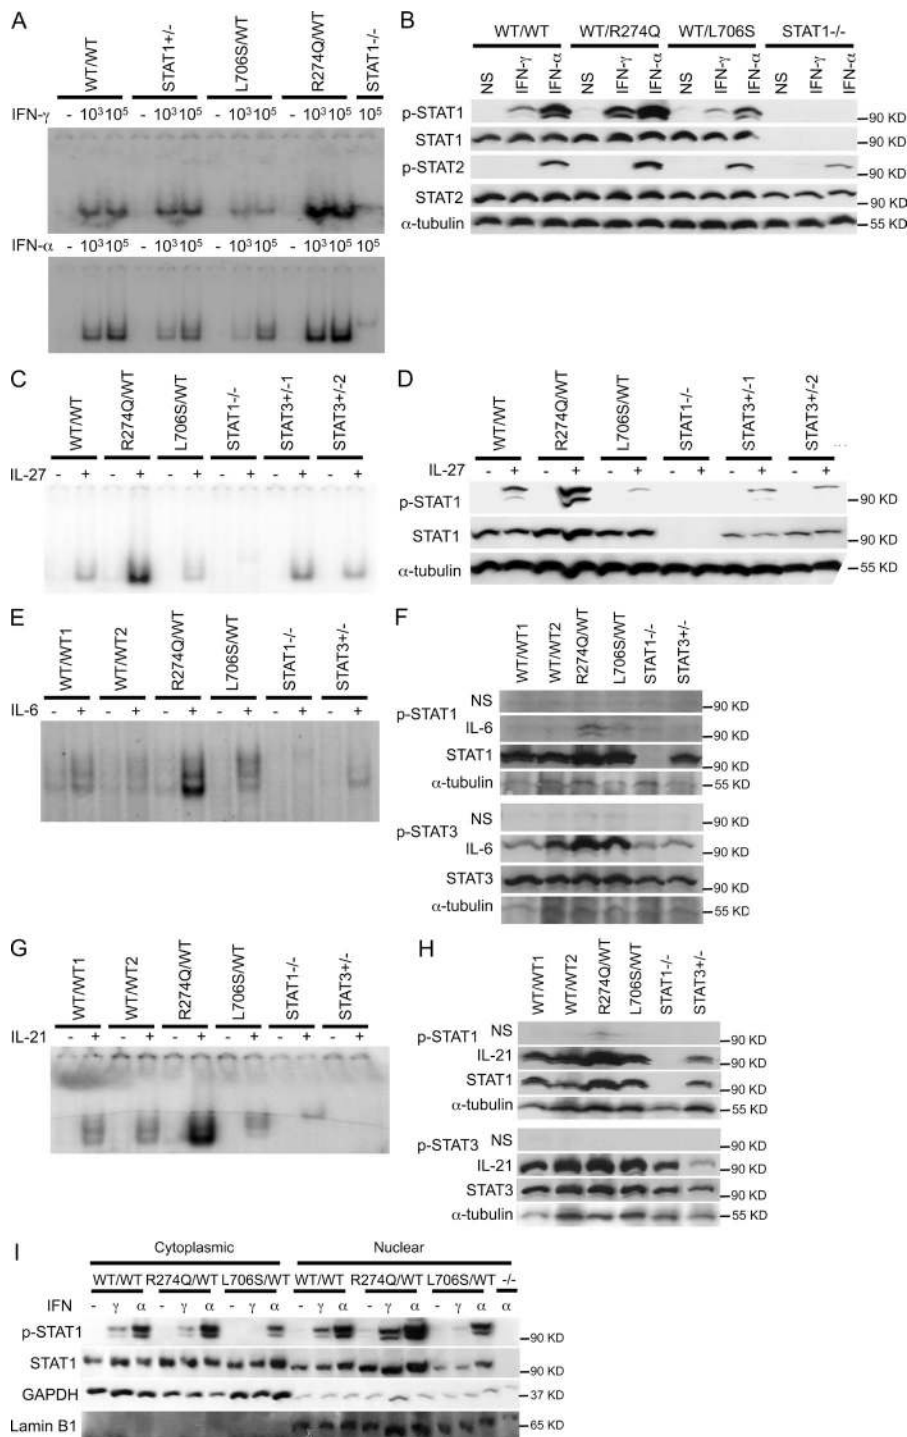 A
WT/WT
STAT1+/-
L706S/WT
R274Q/WT
STAT1-/-
IFN-γ - 10³ 10⁵ - 10³ 10⁵ - 10³ 10⁵ - 10³ 10⁵ 10⁵
IFN-α - 10³ 10⁵ - 10³ 10⁵ - 10³ 10⁵ - 10³ 10⁵ 10⁵
B
WT/WT WT/R274Q WT/L706S STAT1-/-
NS IFN-γ IFN-α NS IFN-γ IFN-α NS IFN-γ IFN-α NS IFN-γ IFN-α
p-STAT1 90 KD
STAT1 90 KD
p-STAT2 90 KD
STAT2 90 KD
α-tubulin 55 KD
C
WT/WT
R274Q/WT
L706S/WT
STAT1-/-
STAT3+/-1
STAT3+/-2
IL-27 - + - + - + - + - + - +
D
WT/WT
R274Q/WT
L706S/WT
STAT1-/-
STAT3+/-1
STAT3+/-2
IL-27 - + - + - + - + - + - +
p-STAT1 90 KD
STAT1 90 KD
α-tubulin 55 KD
E
WT/WT1
WT/WT2
R274Q/WT
L706S/WT
STAT1-/-
STAT3+/-
IL-6 - + - + - + - + - + - +
F
WT/WT1
WT/WT2
R274Q/WT
L706S/WT
STAT1-/-
STAT3+/-
NS 90 KD
p-STAT1
IL-6 90 KD
STAT1 90 KD
α-tubulin 55 KD
NS 90 KD
p-STAT3
IL-6 90 KD
STAT3 90 KD
α-tubulin 55 KD
G
WT/WT1
WT/WT2
R274Q/WT
L706S/WT
STAT1-/-
STAT3+/-
IL-21 - + - + - + - + - + - +
H
WT/WT1
WT/WT2
R274Q/WT
L706S/WT
STAT1-/-
STAT3+/-
p-STAT1 NS 90 KD
IL-21 90 KD
STAT1 90 KD
α-tubulin 55 KD
p-STAT3 NS 90 KD
IL-21 90 KD
STAT3 90 KD
α-tubulin 55 KD
I
Cytoplasmic Nuclear
WT/WT R274Q/WT L706S/WT WT/WT R274Q/WT L706S/WT -/-
IFN - γ α - γ α - γ α - γ α - γ α - γ α α
p-STAT1 90 KD
STAT1 90 KD
GAPDH 37 KD
Lamin B1 65 KD